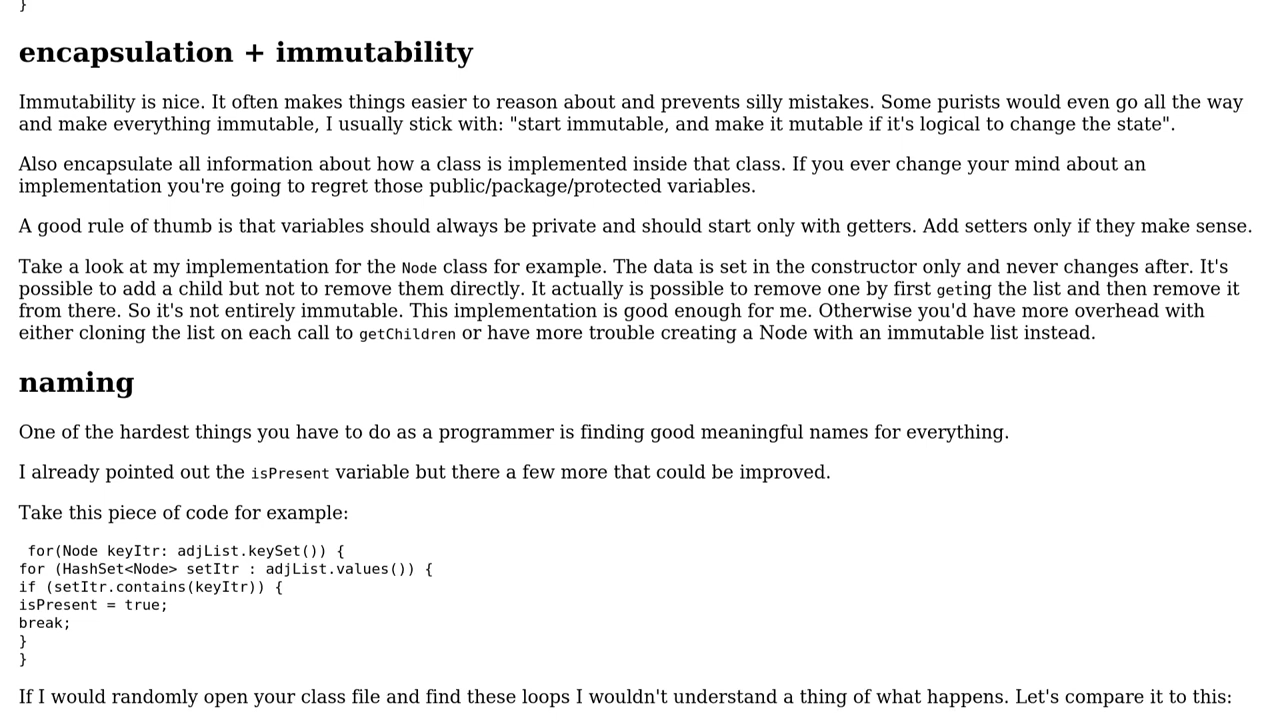 }
encapsulation + immutability
Immutability is nice. It often makes things easier to reason about and prevents silly mistakes. Some purists would even go all the way
and make everything immutable, I usually stick with: "start immutable, and make it mutable if it's logical to change the state".
Also encapsulate all information about how a class is implemented inside that class. If you ever change your mind about an
implementation you're going to regret those public/package/protected variables.
A good rule of thumb is that variables should always be private and should start only with getters. Add setters only if they make sense.
Take a look at my implementation for the Node class for example. The data is set in the constructor only and never changes after. It's
possible to add a child but not to remove them directly. It actually is possible to remove one by first geting the list and then remove it
from there. So it's not entirely immutable. This implementation is good enough for me. Otherwise you'd have more overhead with
either cloning the list on each call to getChildren or have more trouble creating a Node with an immutable list instead.
naming
One of the hardest things you have to do as a programmer is finding good meaningful names for everything.
I already pointed out the isPresent variable but there a few more that could be improved.
Take this piece of code for example:
for(Node keyItr: adjList.keySet()) {
for (HashSet<Node> setItr : adjList.values()) {
if (setItr.contains(keyItr)) {
isPresent = true;
break;
}
}
If I would randomly open your class file and find these loops I wouldn't understand a thing of what happens. Let's compare it to this: